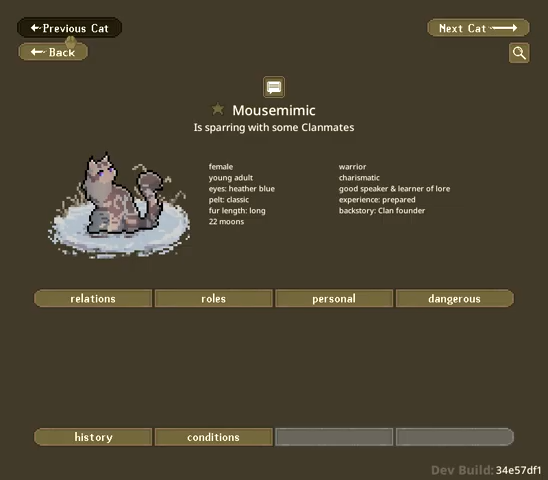 Previous Cat
Next Cat
Back
Mousemimic
Is sparring with some Clanmates
female
young adult
eyes: heather blue
pelt: classic
fur length: long
22 moons
warrior
charismatic
good speaker & learner of lore
experience: prepared
backstory: Clan founder
relations
roles
personal
dangerous
history
conditions
Dev Build: 34e57df1